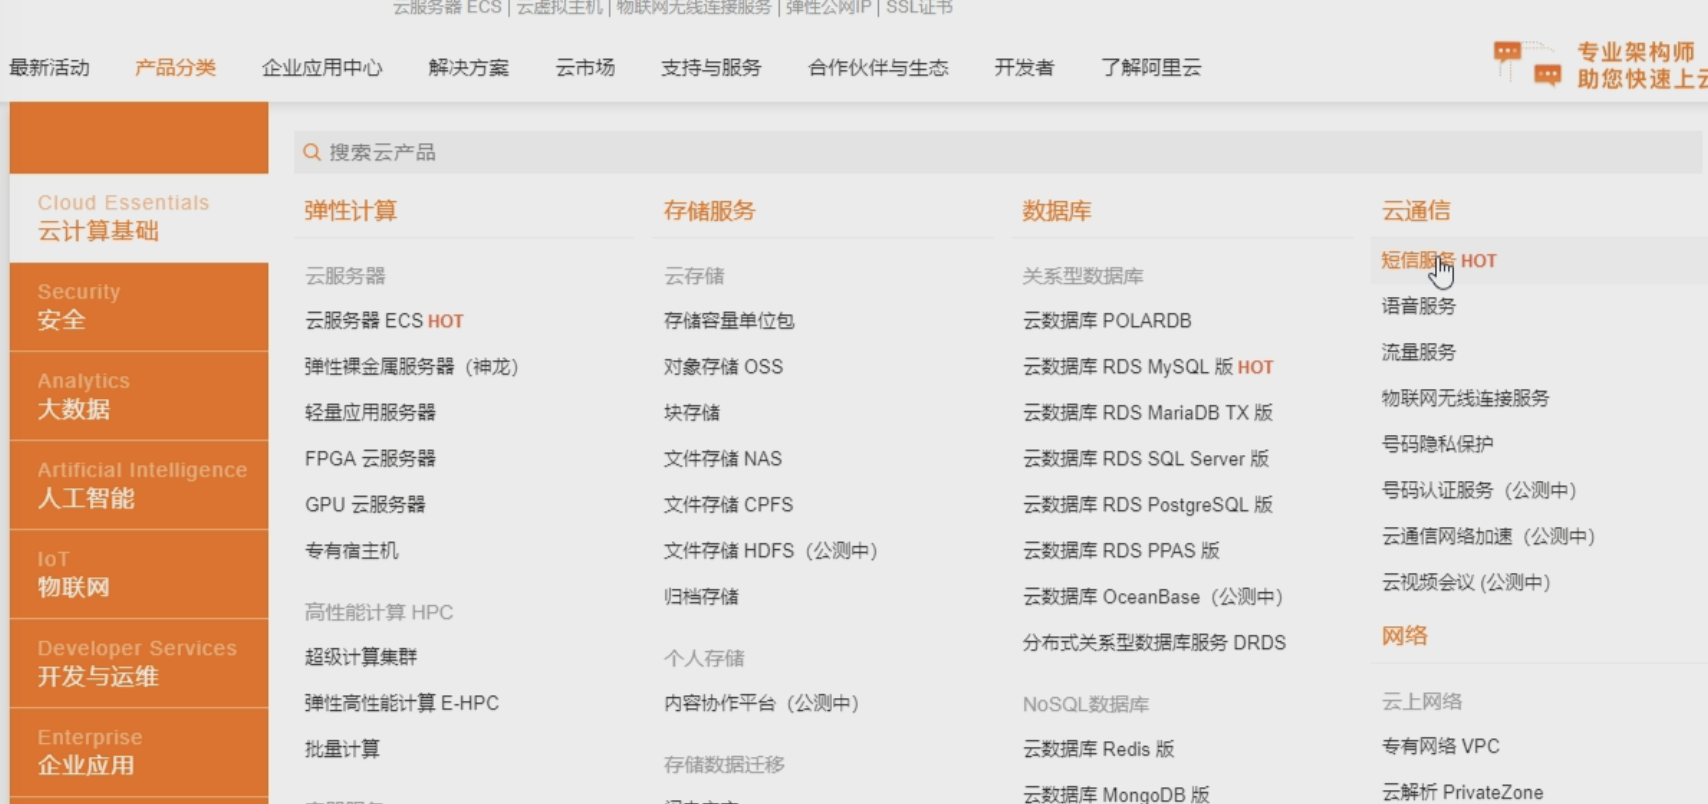 云服务器 ECS | 云虚拟主机 | 物联网无线连接服务 | 弹性公网IP | SSL证书
最新活动 产品分类 企业应用中心 解决方案 云市场 支持与服务 合作伙伴与生态 开发者 了解阿里云
专业架构师
助您快速上云
搜索云产品
Cloud Essentials
云计算基础
Security
安全
Analytics
大数据
Artificial Intelligence
人工智能
IoT
物联网
Developer Services
开发与运维
Enterprise
企业应用
弹性计算
云服务器
云服务器 ECS HOT
弹性裸金属服务器（神龙）
轻量应用服务器
FPGA 云服务器
GPU 云服务器
专有宿主机
高性能计算 HPC
超级计算集群
弹性高性能计算 E-HPC
批量计算
存储服务
云存储
存储容量单位包
对象存储 OSS
块存储
文件存储 NAS
文件存储 CPFS
文件存储 HDFS（公测中）
归档存储
个人存储
内容协作平台（公测中）
存储数据迁移
数据库
关系型数据库
云数据库 POLARDB
云数据库 RDS MySQL 版 HOT
云数据库 RDS MariaDB TX 版
云数据库 RDS SQL Server 版
云数据库 RDS PostgreSQL 版
云数据库 RDS PPAS 版
云数据库 OceanBase（公测中）
分布式关系型数据库服务 DRDS
NoSQL数据库
云数据库 Redis 版
云数据库 MongoDB 版
云通信
短信服务 HOT
语音服务
流量服务
物联网无线连接服务
号码隐私保护
号码认证服务（公测中）
云通信网络加速（公测中）
云视频会议 (公测中)
网络
云上网络
专有网络 VPC
云解析 PrivateZone